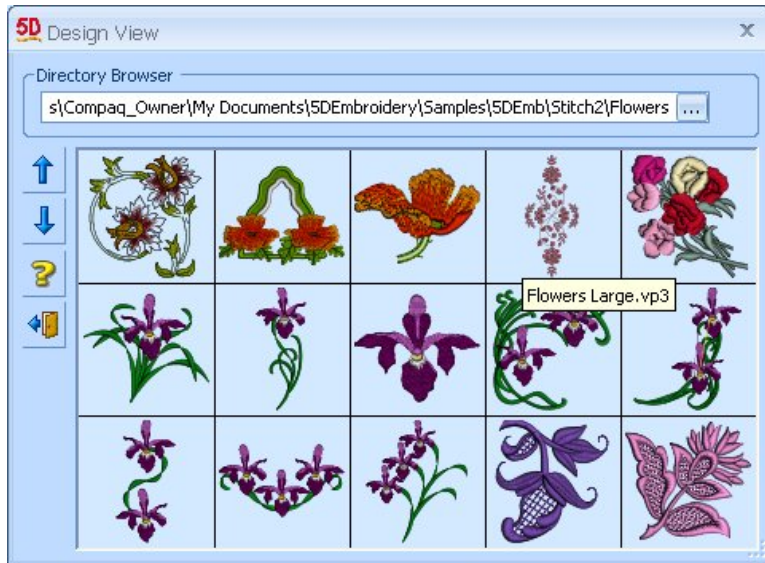 5D Design View
Directory Browser
s\Compaq_Owner\My Documents\5DEmbroidery\Samples\5DEmb\Stitch2\Flowers ...
?
Flowers Large.vp3